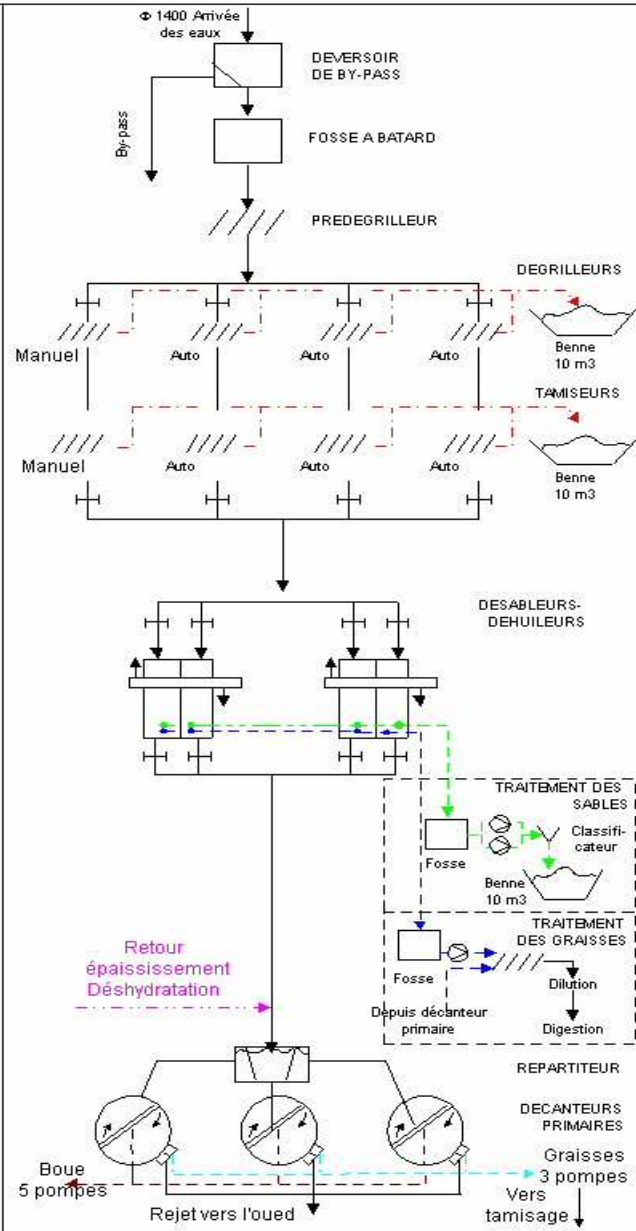 Φ 1400 Arrivée
des eaux
DEVERSOIR
DE BY-PASS
By-pass
FOSSE A BATARD
PREDEGRILLEUR
DEGRILLEURS
Manuel
Auto
Auto
Auto
Benne
10 m3
TAMISEURS
Manuel
Auto
Auto
Auto
Benne
10 m3
DESABLEURS-
DEHUILEURS
TRAITEMENT DES
SABLES
Classifi-
cateur
Fosse
Benne
10 m3
TRAITEMENT
DES GRAISSES
Fosse
Dilution
Depuis décanteur
primaire
Digestion
Retour
épaississement
Déshydratation
REPARTITEUR
DECANTEURS
PRIMAIRES
Boue
5 pompes
Graisses
3 pompes
Vers
tamisage
Rejet vers l'oued